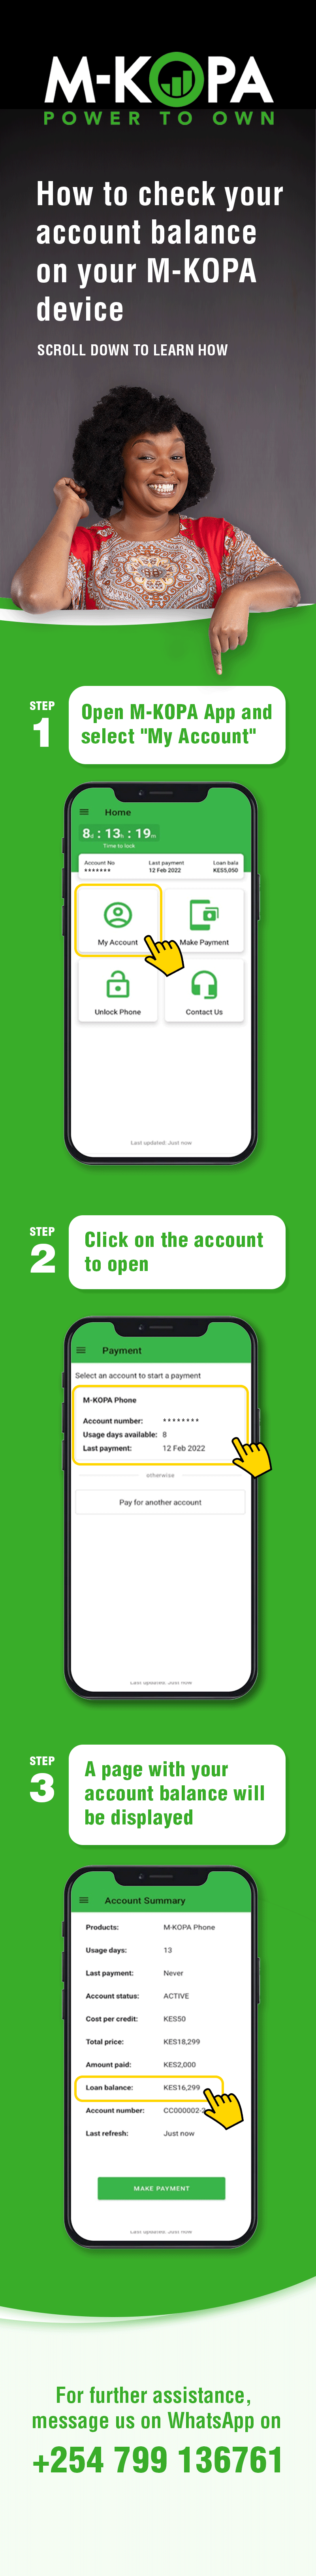 M-KOPA
POWER TO OWN
How to check your
account balance
on your M-KOPA
device
SCROLL DOWN TO LEARN HOW
STEP
1
Open M-KOPA App and
select "My Account"
Home
8d : 13h : 19m
Time to lock
Account No Last payment Loan bala
******* 12 Feb 2022 KES5,050
My Account Make Payment
Unlock Phone Contact Us
Last updated: Just now
STEP
2
Click on the account
to open
Payment
Select an account to start a payment
M-KOPA Phone
Account number: ********
Usage days available: 8
Last payment: 12 Feb 2022
otherwise
Pay for another account
Last updated: Just now
STEP
3
A page with your
account balance will
be displayed
Account Summary
Products: M-KOPA Phone
Usage days: 13
Last payment: Never
Account status: ACTIVE
Cost per credit: KES50
Total price: KES18,299
Amount paid: KES2,000
Loan balance: KES16,299
Account number: CC000002-2
Last refresh: Just now
MAKE PAYMENT
Last updated: Just now
For further assistance,
message us on WhatsApp on
+254 799 136761